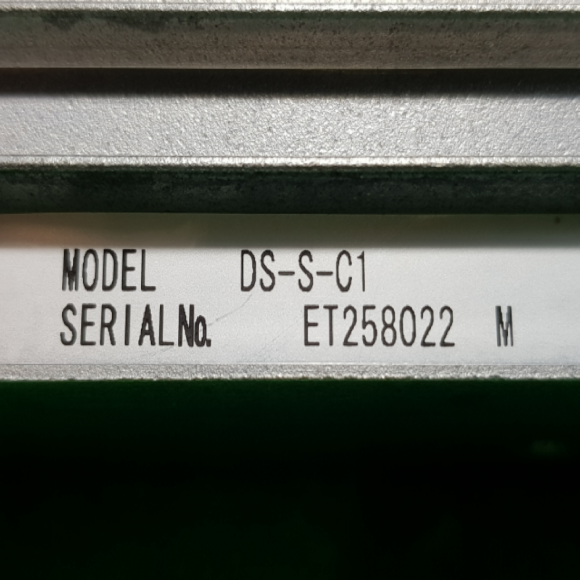 MODEL DS-S-C1
SERIALNo. ET258022 M